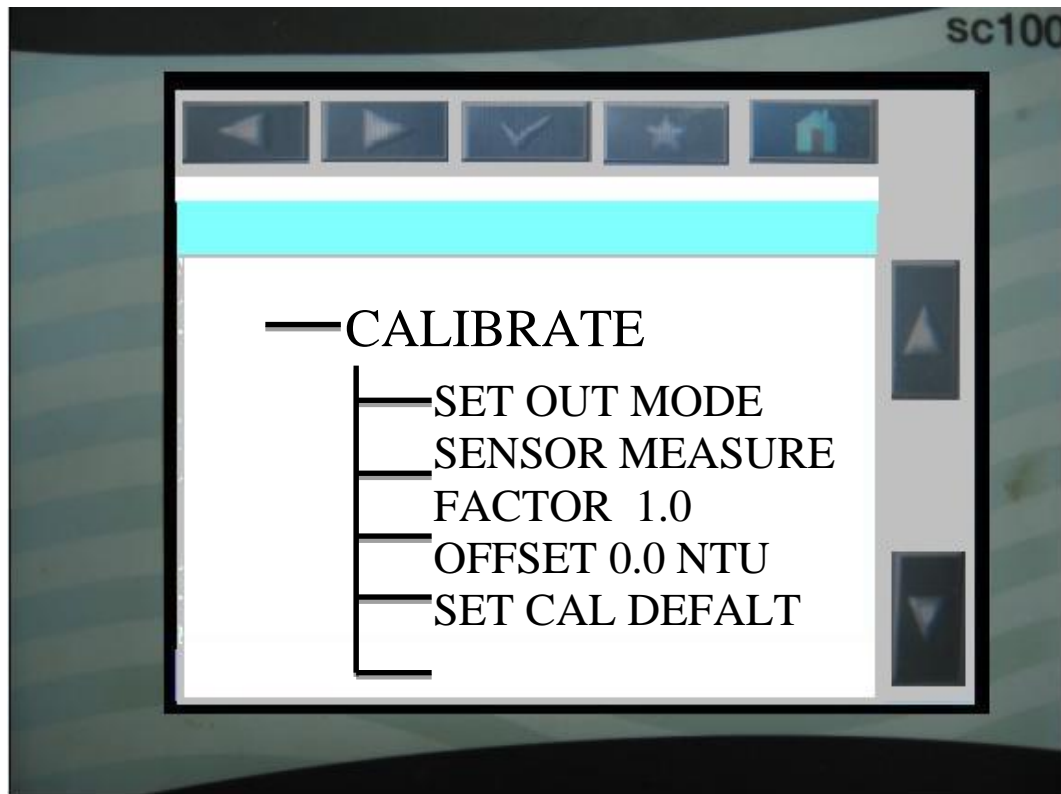 sc100
CALIBRATE
SET OUT MODE
SENSOR MEASURE
FACTOR 1.0
OFFSET 0.0 NTU
SET CAL DEFALT